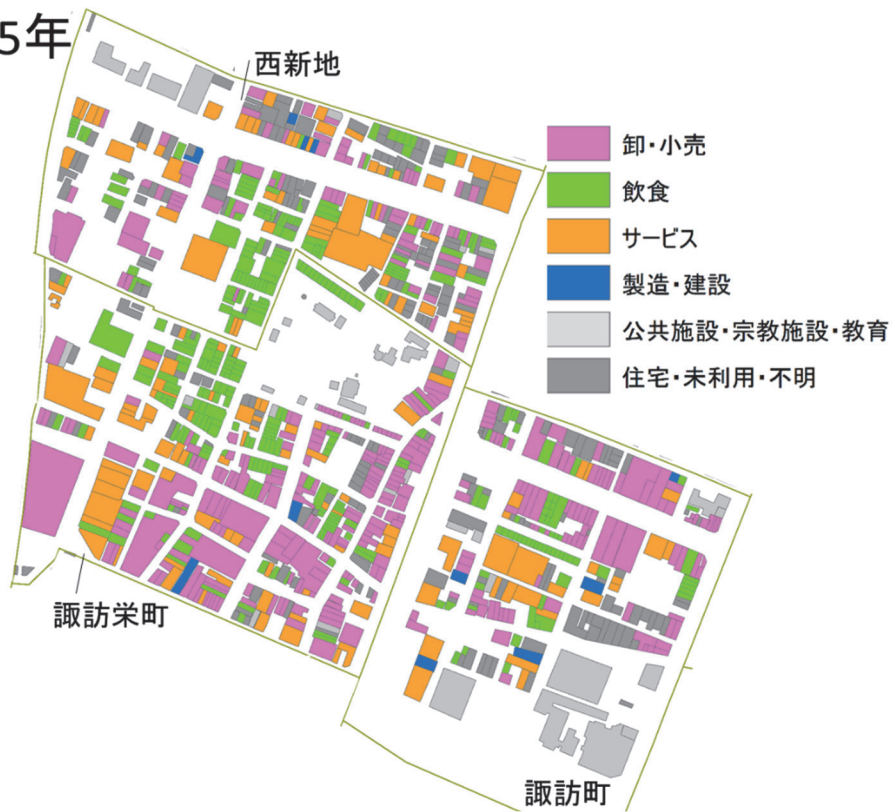 5年
西新地
卸・小売
飲食
サービス
製造・建設
公共施設・宗教施設・教育
住宅・未利用・不明
諏訪栄町
諏訪町